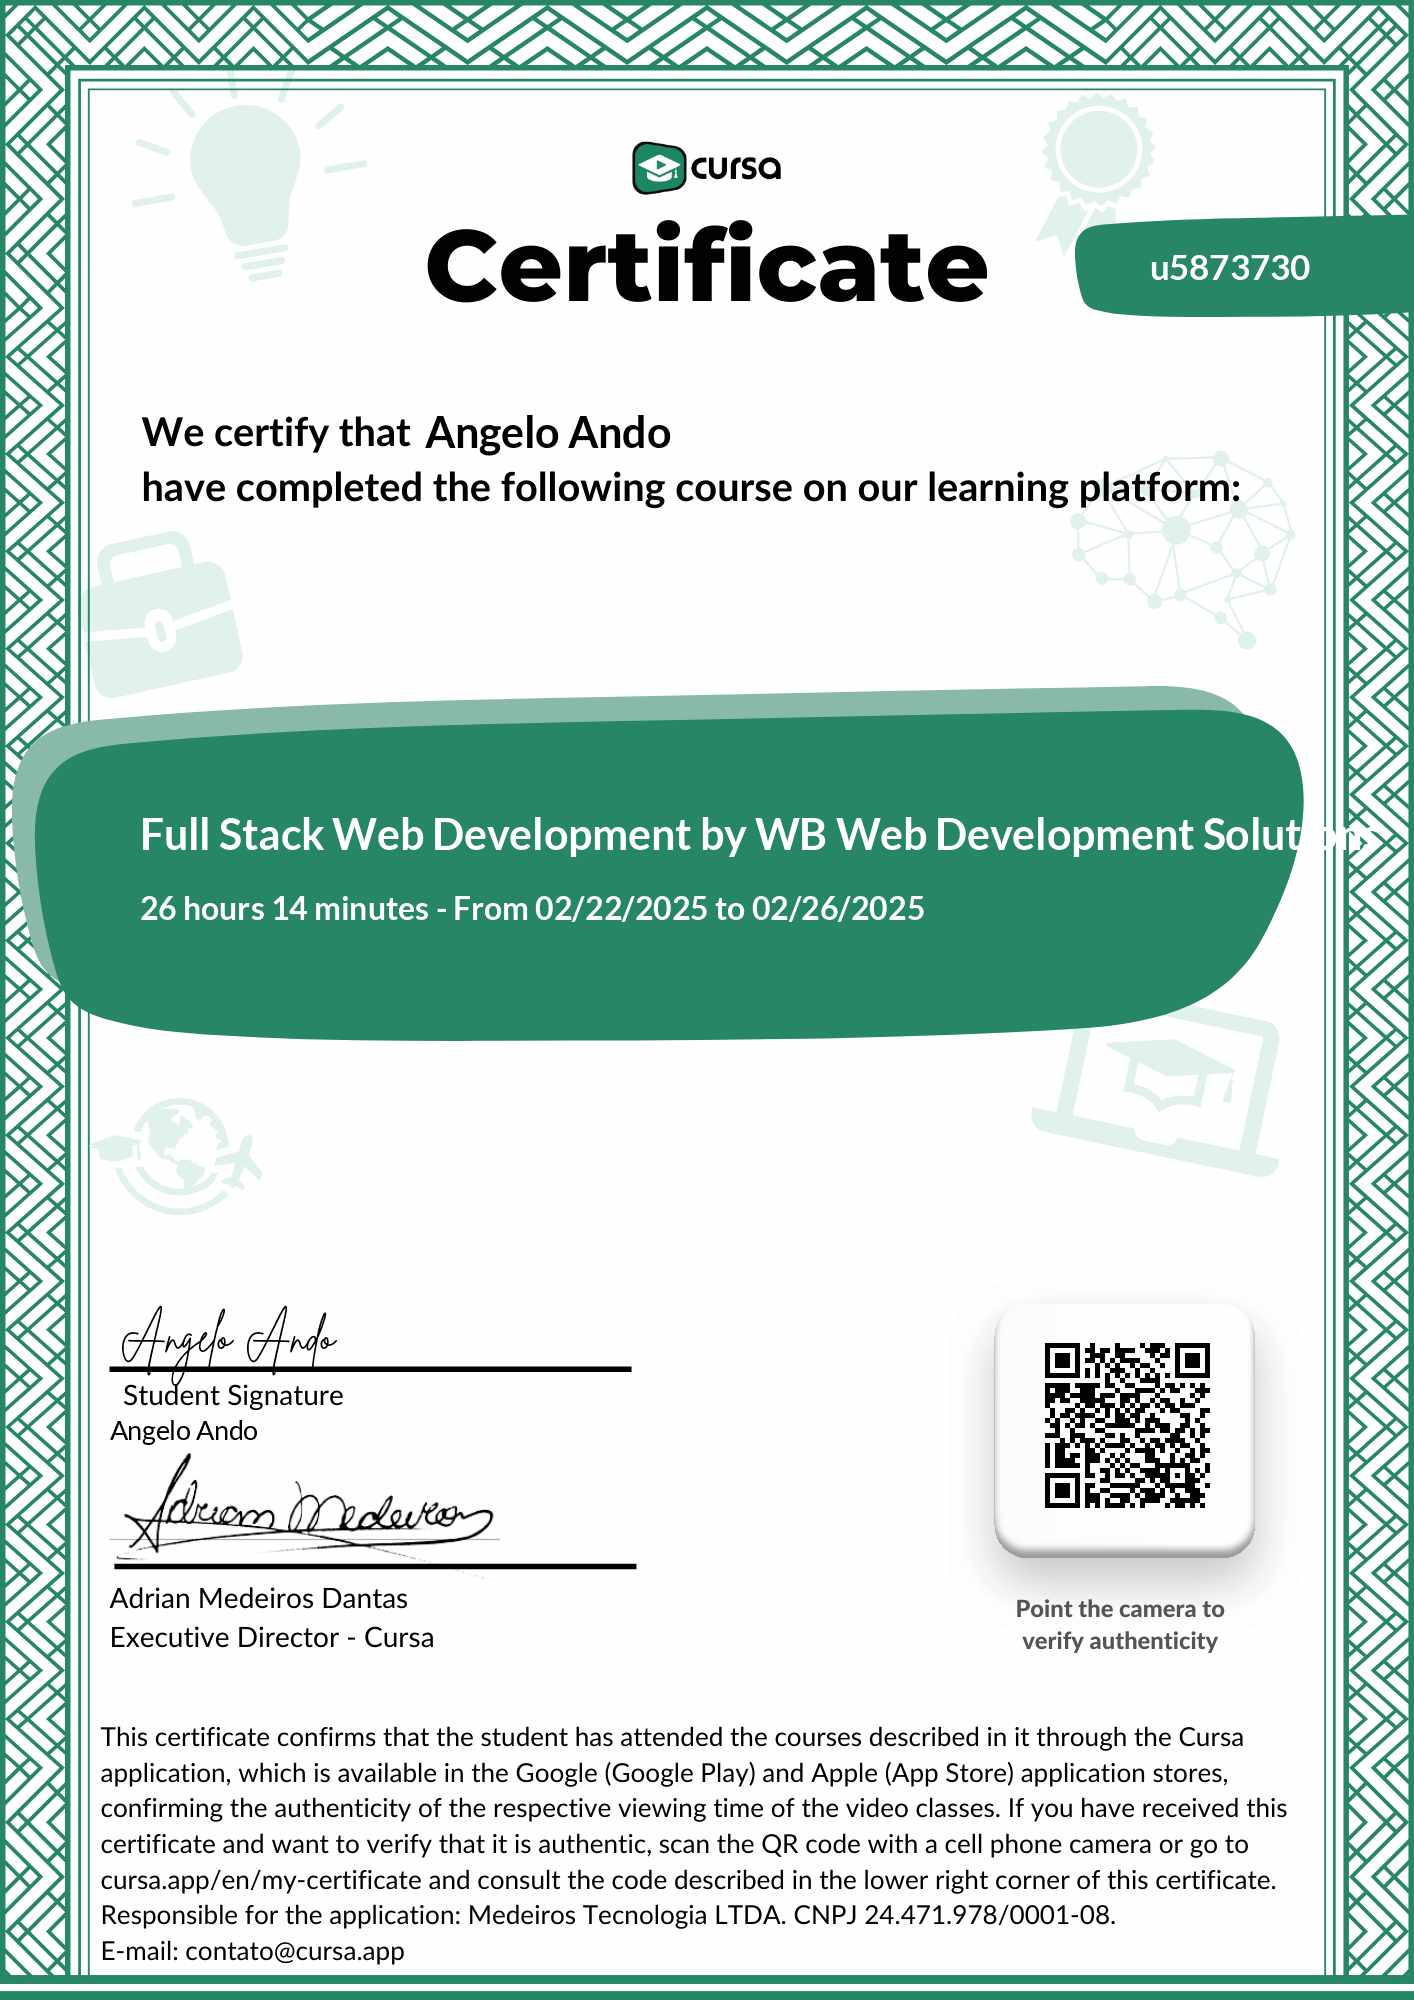 cursa
Certificate
u5873730
We certify that Angelo Ando
have completed the following course on our learning platform:
Full Stack Web Development by WB Web Development Solutions
26 hours 14 minutes - From 02/22/2025 to 02/26/2025
Angelo Ando
Student Signature
Angelo Ando
Adrian Medeiros
Adrian Medeiros Dantas
Executive Director - Cursa
Point the camera to
verify authenticity
This certificate confirms that the student has attended the courses described in it through the Cursa
application, which is available in the Google (Google Play) and Apple (App Store) application stores,
confirming the authenticity of the respective viewing time of the video classes. If you have received this
certificate and want to verify that it is authentic, scan the QR code with a cell phone camera or go to
cursa.app/en/my-certificate and consult the code described in the lower right corner of this certificate.
Responsible for the application: Medeiros Tecnologia LTDA. CNPJ 24.471.978/0001-08.
E-mail: contato@cursa.app